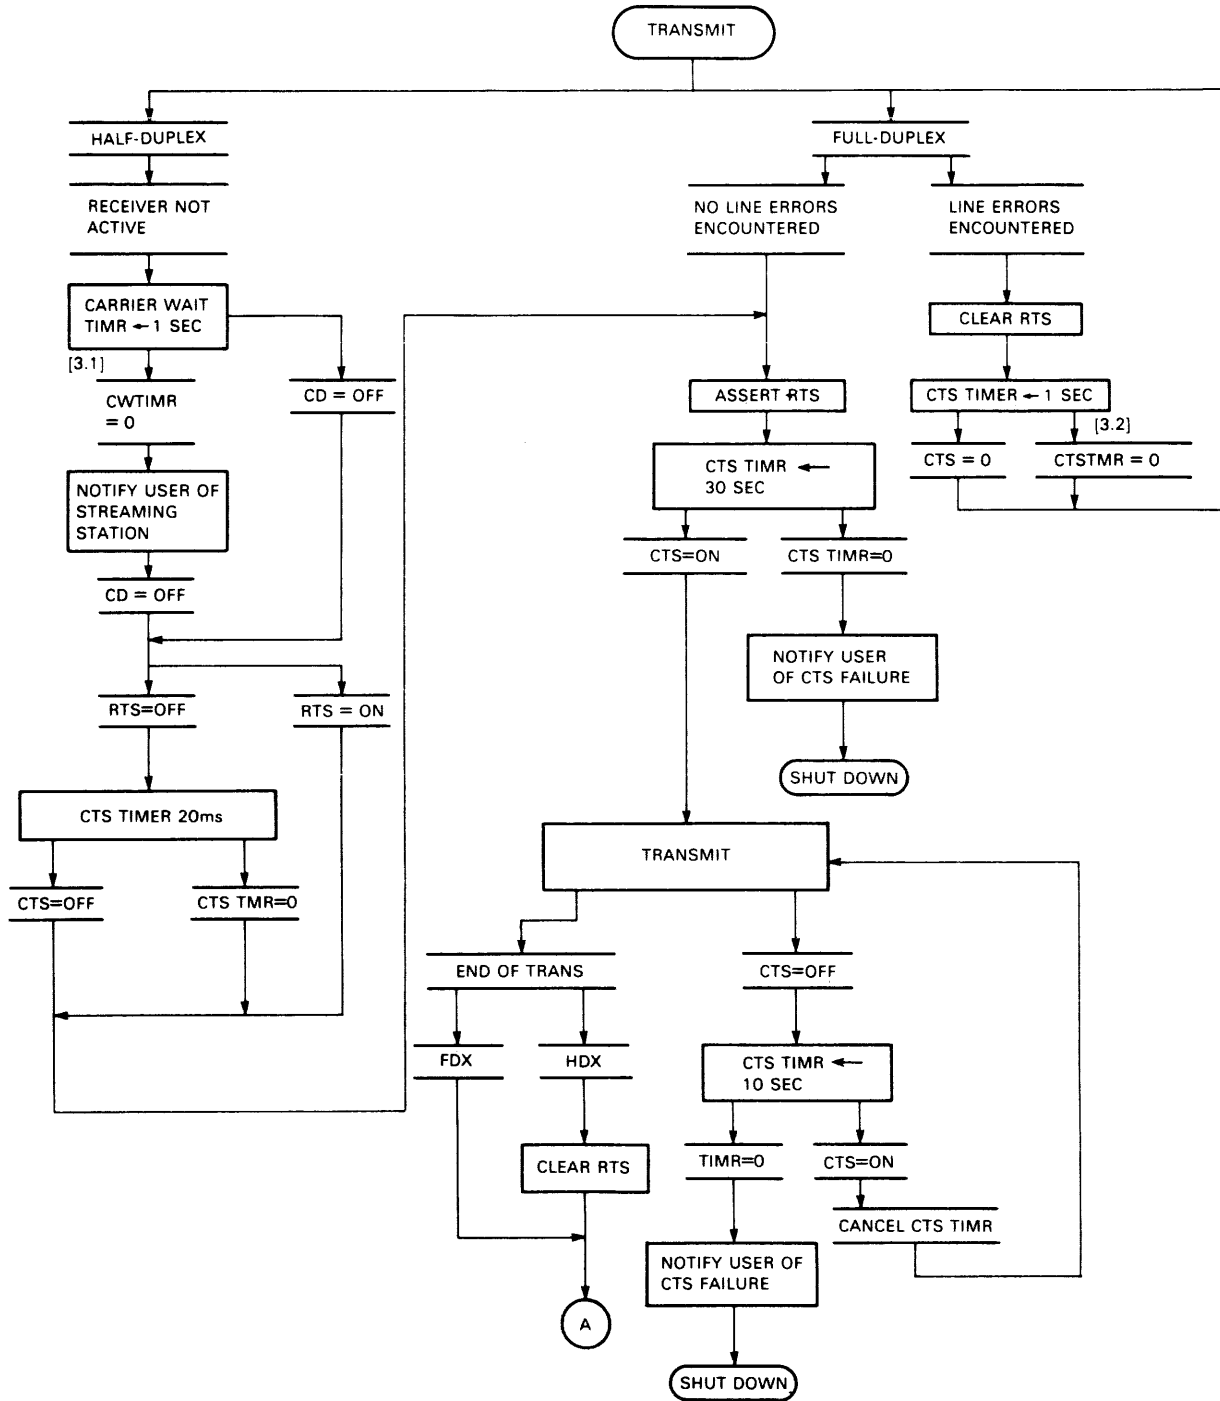 TRANSMIT
HALF-DUPLEX
FULL-DUPLEX
RECEIVER NOT
ACTIVE
NO LINE ERRORS
ENCOUNTERED
LINE ERRORS
ENCOUNTERED
CARRIER WAIT
TIMR ← 1 SEC
[3.1]
CLEAR RTS
CWTIMR
= 0
CD = OFF
ASSERT RTS
CTS TIMER ← 1 SEC
[3.2]
CTS = 0
CTSTMR = 0
CTS TIMR ←
30 SEC
NOTIFY USER OF
STREAMING
STATION
CTS=ON
CTS TIMR=0
CD = OFF
NOTIFY USER
OF CTS FAILURE
RTS=OFF
RTS = ON
SHUT DOWN
CTS TIMER 20ms
TRANSMIT
CTS=OFF
CTS TMR=0
END OF TRANS
CTS=OFF
FDX
HDX
CTS TIMR ←
10 SEC
CLEAR RTS
TIMR=0
CTS=ON
CANCEL CTS TIMR
NOTIFY USER OF
CTS FAILURE
A
SHUT DOWN